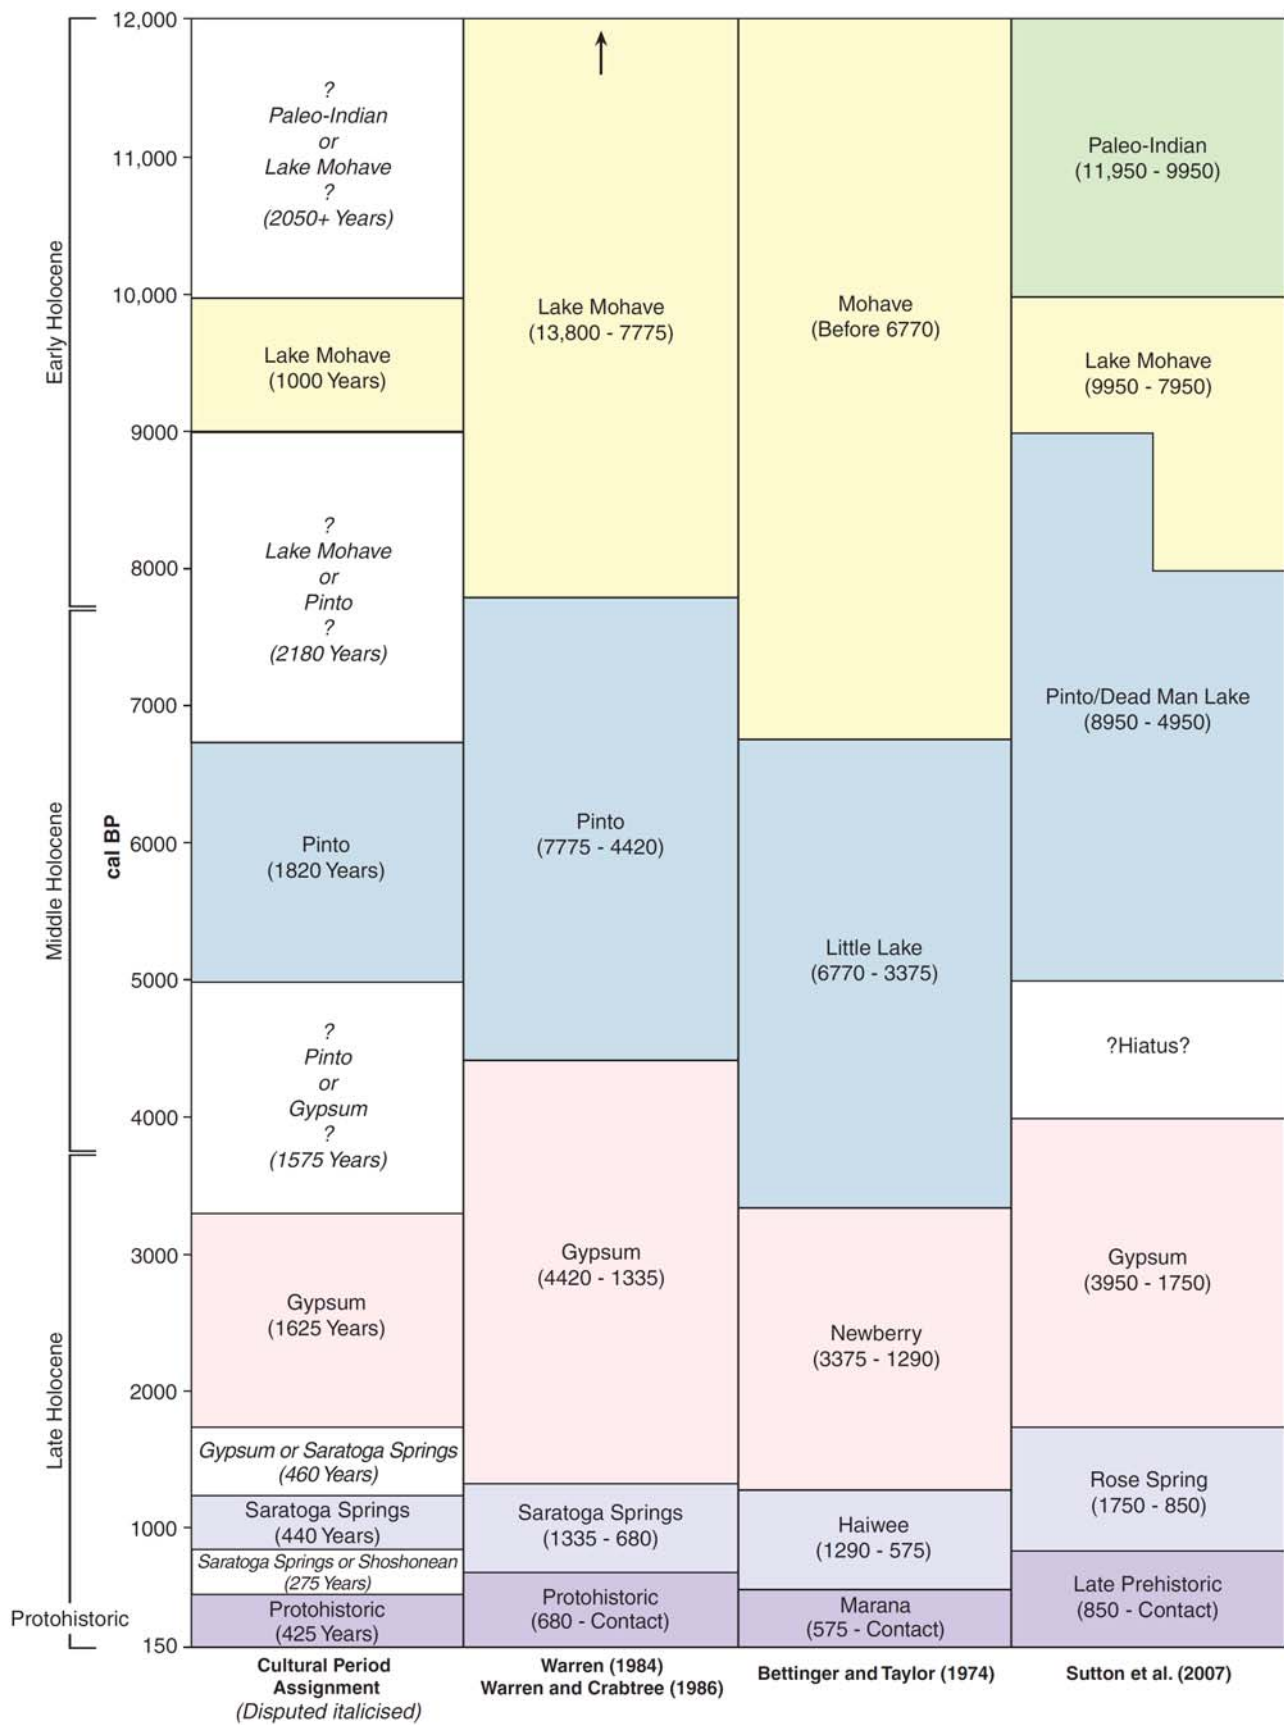 Early Holocene
Middle Holocene
Late Holocene
Protohistoric
cal BP
12,000
11,000
10,000
9000
8000
7000
6000
5000
4000
3000
2000
1000
150
?
Paleo-Indian
or
Lake Mohave
?
(2050+ Years)
Lake Mohave
(1000 Years)
?
Lake Mohave
or
Pinto
?
(2180 Years)
Pinto
(1820 Years)
?
Pinto
or
Gypsum
?
(1575 Years)
Gypsum
(1625 Years)
Gypsum or Saratoga Springs
(460 Years)
Saratoga Springs
(440 Years)
Saratoga Springs or Shoshonean
(275 Years)
Protohistoric
(425 Years)
Cultural Period
Assignment
(Disputed italicised)
Lake Mohave
(13,800 - 7775)
Pinto
(7775 - 4420)
Gypsum
(4420 - 1335)
Saratoga Springs
(1335 - 680)
Protohistoric
(680 - Contact)
Warren (1984)
Warren and Crabtree (1986)
Mohave
(Before 6770)
Little Lake
(6770 - 3375)
Newberry
(3375 - 1290)
Haiwee
(1290 - 575)
Marana
(575 - Contact)
Bettinger and Taylor (1974)
Paleo-Indian
(11,950 - 9950)
Lake Mohave
(9950 - 7950)
Pinto/Dead Man Lake
(8950 - 4950)
?Hiatus?
Gypsum
(3950 - 1750)
Rose Spring
(1750 - 850)
Late Prehistoric
(850 - Contact)
Sutton et al. (2007)